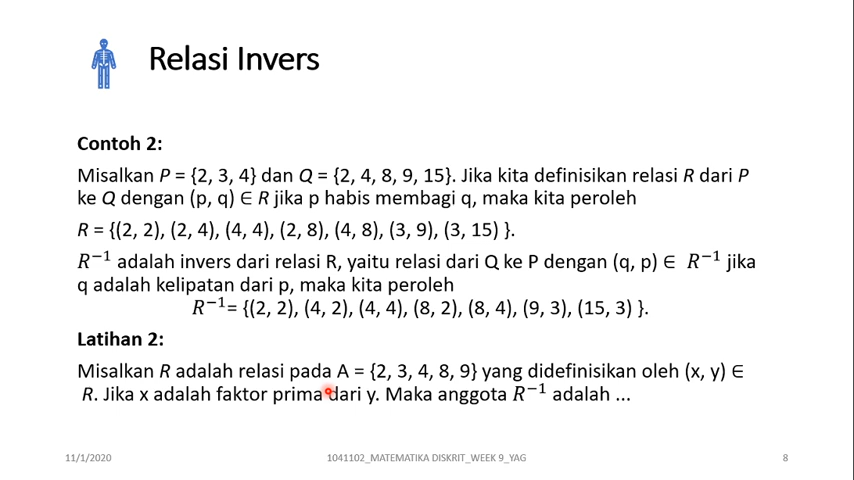 Relasi Invers
Contoh 2:
Misalkan P = {2, 3, 4} dan Q = {2, 4, 8, 9, 15}. Jika kita definisikan relasi R dari P
ke Q dengan (p, q) ∈ R jika p habis membagi q, maka kita peroleh
R = {(2, 2), (2, 4), (4, 4), (2, 8), (4, 8), (3, 9), (3, 15) }.
R⁻¹ adalah invers dari relasi R, yaitu relasi dari Q ke P dengan (q, p) ∈ R⁻¹ jika
q adalah kelipatan dari p, maka kita peroleh
R⁻¹= {(2, 2), (4, 2), (4, 4), (8, 2), (8, 4), (9, 3), (15, 3) }.
Latihan 2:
Misalkan R adalah relasi pada A = {2, 3, 4, 8, 9} yang didefinisikan oleh (x, y) ∈
R. Jika x adalah faktor prima dari y. Maka anggota R⁻¹ adalah ...
11/1/2020 1041102_MATEMATIKA DISKRIT_WEEK 9_YAG 8